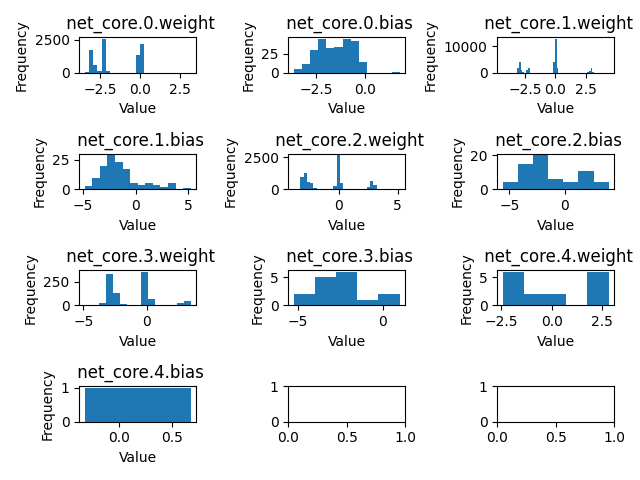 net_core.0.weight
Frequency
2500
0
−2.5
0.0
2.5
Value
net_core.0.bias
Frequency
25
0
−2.5
0.0
Value
net_core.1.weight
Frequency
10000
0
−2.5
0.0
2.5
Value
net_core.1.bias
Frequency
25
0
−5
0
5
Value
net_core.2.weight
Frequency
2500
0
0
5
Value
net_core.2.bias
Frequency
20
0
−5
0
Value
net_core.3.weight
Frequency
250
0
−5
0
Value
net_core.3.bias
Frequency
5
0
−5
0
Value
net_core.4.weight
Frequency
5
0
−2.5
0.0
2.5
Value
net_core.4.bias
Frequency
1
0
0.0
0.5
Value
1
0
0.0
0.5
1.0
1
0
0.0
0.5
1.0